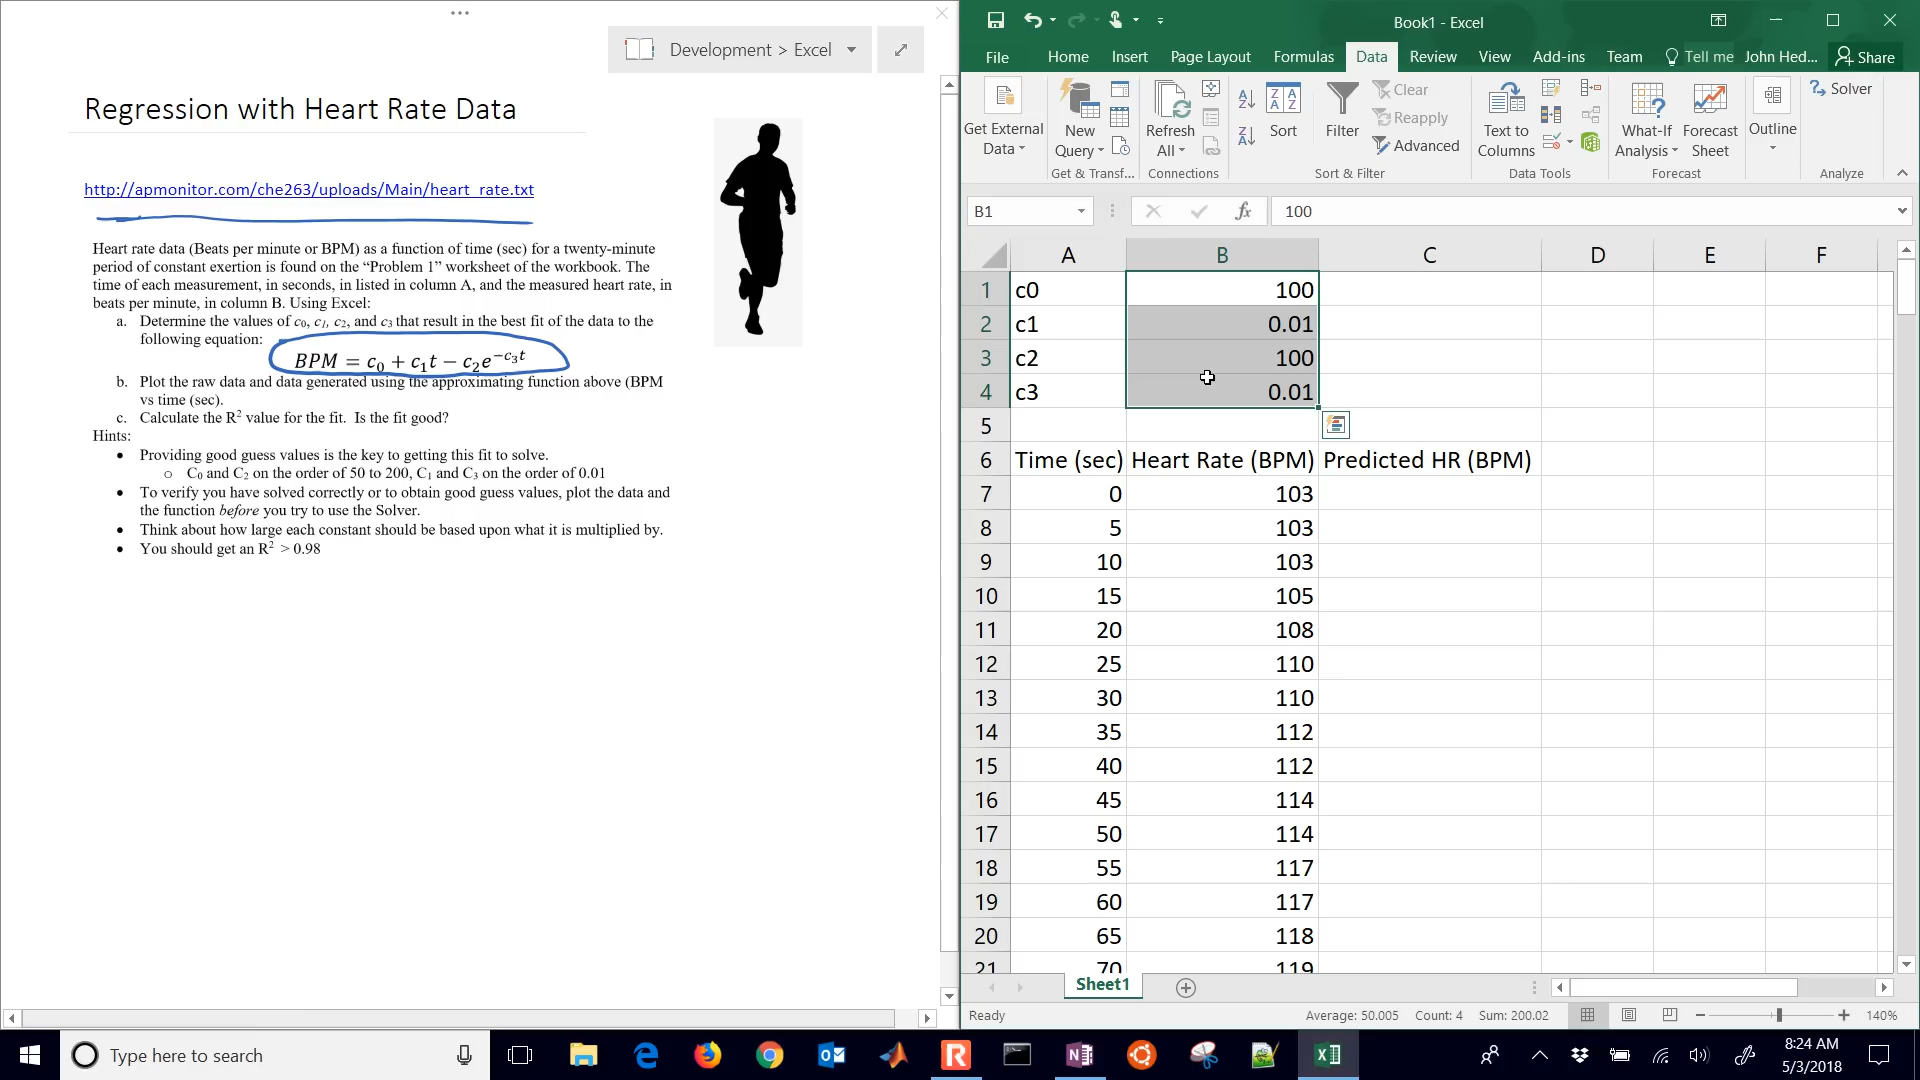 Development > Excel
Regression with Heart Rate Data
http://apmonitor.com/che263/uploads/Main/heart_rate.txt
Heart rate data (Beats per minute or BPM) as a function of time (sec) for a twenty-minute
period of constant exertion is found on the “Problem 1” worksheet of the workbook. The
time of each measurement, in seconds, in listed in column A, and the measured heart rate, in
beats per minute, in column B. Using Excel:
a. Determine the values of c0, c1, c2, and c3 that result in the best fit of the data to the
following equation:
BPM = c₀ + c₁t − c₂e^(−c₃t)
b. Plot the raw data and data generated using the approximating function above (BPM
vs time (sec).
c. Calculate the R² value for the fit. Is the fit good?
Hints:
• Providing good guess values is the key to getting this fit to solve.
o C0 and C2 on the order of 50 to 200, C1 and C3 on the order of 0.01
• To verify you have solved correctly or to obtain good guess values, plot the data and
the function before you try to use the Solver.
• Think about how large each constant should be based upon what it is multiplied by.
• You should get an R² > 0.98
Book1 - Excel
File Home Insert Page Layout Formulas Data Review View Add-ins Team Tell me John Hed... Share
Get External Data
New Query
Get & Transf...
Refresh All
Connections
Sort
Filter
Clear
Reapply
Advanced
Sort & Filter
Text to Columns
Data Tools
What-If Analysis
Forecast Sheet
Forecast
Outline
Solver
Analyze
B1 fx 100
A B C D E F
1 c0 100
2 c1 0.01
3 c2 100
4 c3 0.01
5
6 Time (sec) Heart Rate (BPM) Predicted HR (BPM)
7 0 103
8 5 103
9 10 103
10 15 105
11 20 108
12 25 110
13 30 110
14 35 112
15 40 112
16 45 114
17 50 114
18 55 117
19 60 117
20 65 118
21 70 119
Sheet1
Ready Average: 50.005 Count: 4 Sum: 200.02 140%
Type here to search
8:24 AM
5/3/2018